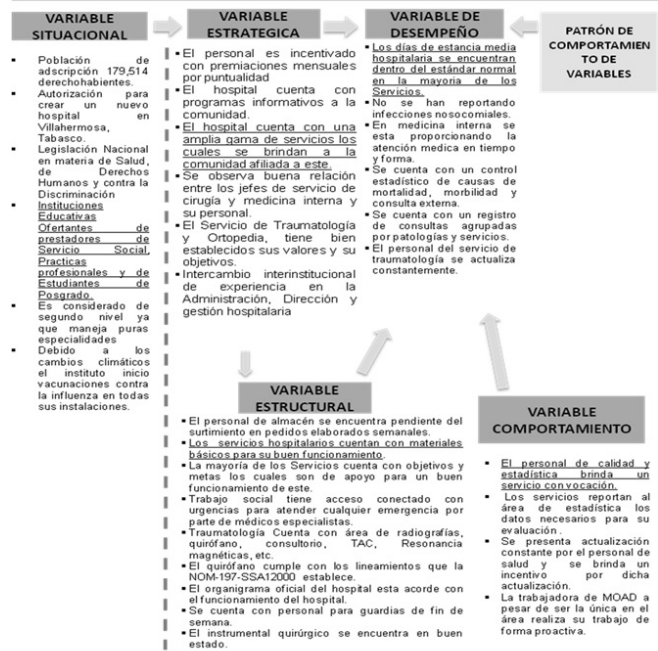 VARIABLE
SITUACIONAL
▪ Población de
adscripción 179,514
derechohabientes.
▪ Autorización para
crear un nuevo
hospital en
Villahermosa,
Tabasco.
▪ Legislación Nacional
en materia de Salud,
de Derechos
Humanos y contra la
Discriminación
▪ Instituciones
Educativas
Ofertantes de
prestadores de
Servicio Social,
Practicas
profesionales y de
Estudiantes de
Posgrado.
▪ Es considerado de
segundo nivel ya
que maneja puras
especialidades
▪ Debido a los
cambios climáticos
el instituto inicio
vacunaciones contra
la influenza en todas
sus instalaciones.
VARIABLE
ESTRATEGICA
▪ El personal es incentivado
con premiaciones mensuales
por puntualidad
▪ El hospital cuenta con
programas informativos a la
comunidad.
▪ El hospital cuenta con una
amplia gama de servicios los
cuales se brindan a la
comunidad afiliada a este.
▪ Se observa buena relación
entre los jefes de servicio de
cirugía y medicina interna y
su personal.
▪ El Servicio de Traumatología
y Ortopedia, tiene bien
establecidos sus valores y su
objetivos.
▪ Intercambio interinstitucional
de experiencia en la
Administración, Dirección y
gestión hospitalaria
VARIABLE DE
DESEMPEÑO
▪ Los días de estancia media
hospitalaria se encuentran
dentro del estándar normal
en la mayoria de los
Servicios.
▪ No se han reportando
infecciones nosocomiales.
▪ En medicina interna se
esta proporcionando la
atención medica en tiempo
y forma.
▪ Se cuenta con un control
estadístico de causas de
mortalidad, morbilidad y
consulta externa.
▪ Se cuenta con un registro
de consultas agrupadas
por patologías y servicios.
▪ El personal del servicio de
traumatología se actualiza
constantemente.
PATRÓN DE
COMPORTAMIEN
TO DE
VARIABLES
VARIABLE
ESTRUCTURAL
▪ El personal de almacén se encuentra pendiente del
surtimiento en pedidos elaborados semanales.
▪ Los servicios hospitalarios cuentan con materiales
básicos para su buen funcionamiento.
▪ La mayoría de los Servicios cuenta con objetivos y
metas los cuales son de apoyo para un buen
funcionamiento de este.
▪ Trabajo social tiene acceso conectado con
urgencias para atender cualquier emergencia por
parte de médicos especialistas.
▪ Traumatología Cuenta con área de radiografías,
quirófano, consultorio, TAC, Resonancia
magnéticas, etc.
▪ El quirófano cumple con los lineamientos que la
NOM-197-SSA12000 establece.
▪ El organigrama oficial del hospital esta acorde con
el funcionamiento del hospital.
▪ Se cuenta con personal para guardias de fin de
semana.
▪ El instrumental quirúrgico se encuentra en buen
estado.
VARIABLE
COMPORTAMIENTO
▪ El personal de calidad y
estadística brinda un
servicio con vocación.
▪ Los servicios reportan al
área de estadística los
datos necesarios para su
evaluación .
▪ Se presenta actualización
constante por el personal de
salud y se brinda un
incentivo por dicha
actualización.
▪ La trabajadora de MOAD a
pesar de ser la única en el
área realiza su trabajo de
forma proactiva.